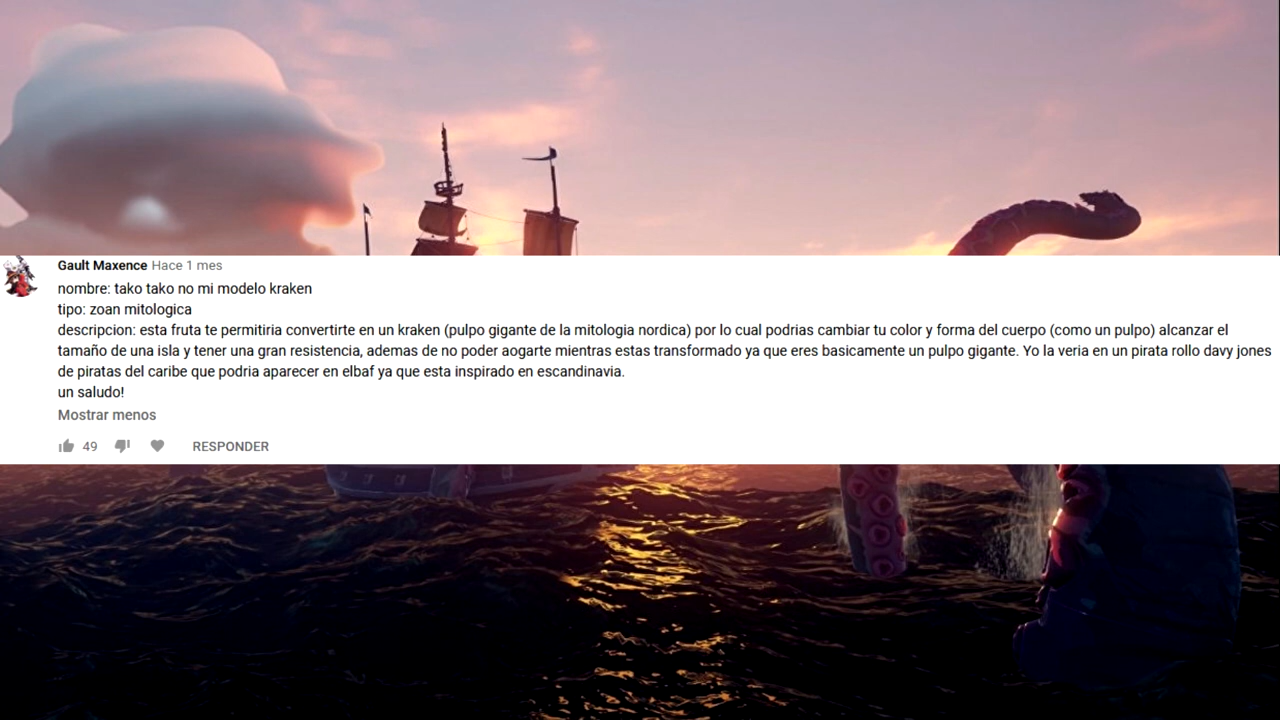 Gault Maxence Hace 1 mes
nombre: tako tako no mi modelo kraken
tipo: zoan mitologica
descripcion: esta fruta te permitiria convertirte en un kraken (pulpo gigante de la mitologia nordica) por lo cual podrias cambiar tu color y forma del cuerpo (como un pulpo) alcanzar el
tamaño de una isla y tener una gran resistencia, ademas de no poder aogarte mientras estas transformado ya que eres basicamente un pulpo gigante. Yo la veria en un pirata rollo davy jones
de piratas del caribe que podria aparecer en elbaf ya que esta inspirado en escandinavia.
un saludo!
Mostrar menos
49 RESPONDER